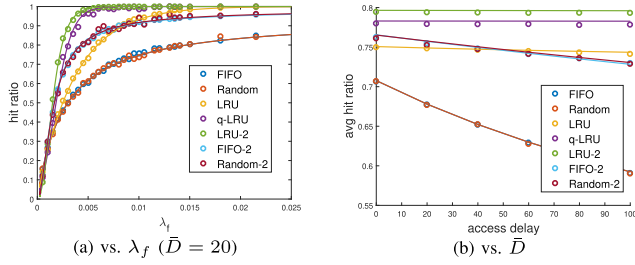 1
0.9
0.8
0.7
0.6
0.5
0.4
0.3
0.2
0.1
0
hit ratio
0 0.005 0.01 0.015 0.02 0.025
λf
FIFO
Random
LRU
q-LRU
LRU-2
FIFO-2
Random-2
(a) vs. λf (D̄ = 20)
0.8
0.75
0.7
0.65
0.6
0.55
avg hit ratio
0 20 40 60 80 100
access delay
FIFO
Random
LRU
q-LRU
LRU-2
FIFO-2
Random-2
(b) vs. D̄